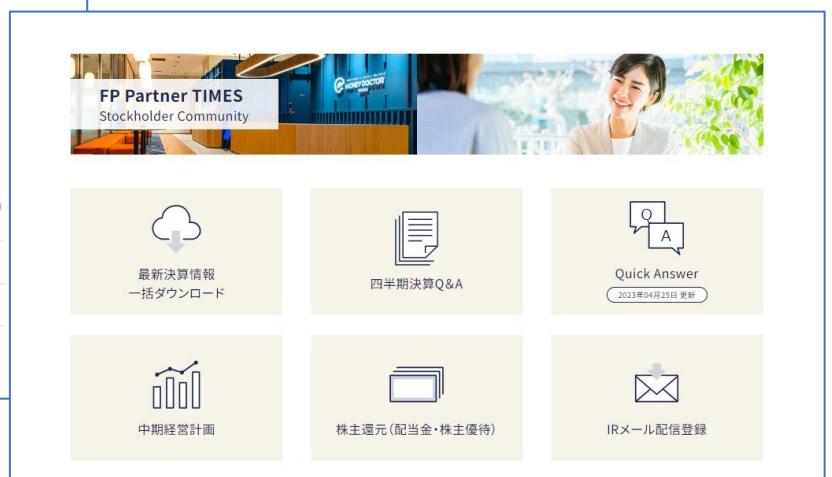 FP Partner TIMES
Stockholder Community
MONEY DOCTOR
最新決算情報
一括ダウンロード
四半期決算Q&A
Q
A
Quick Answer
2023年04月25日 更新
中期経営計画
株主還元(配当金・株主優待)
IRメール配信登録